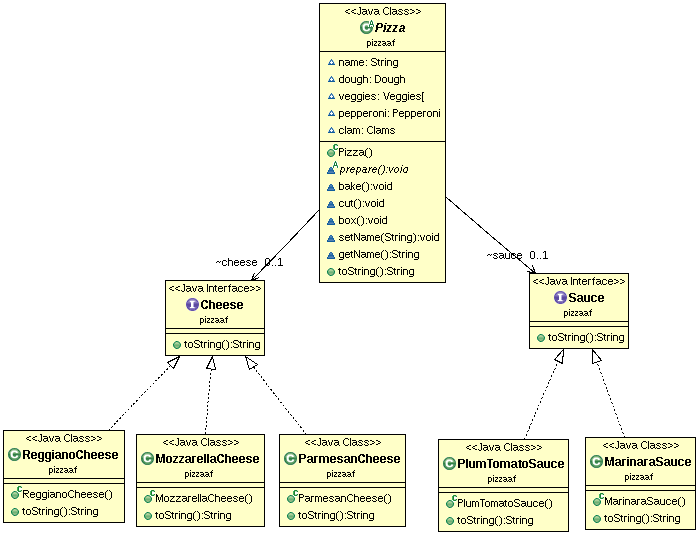 <<Java Class>>
Pizza
pizzaaf
name: String
dough: Dough
veggies: Veggies[
pepperoni: Pepperoni
clam: Clams
Pizza()
prepare():void
bake():void
cut():void
box():void
setName(String):void
getName():String
toString():String
~cheese 0..1
~sauce 0..1
<<Java Interface>>
Cheese
pizzaaf
toString():String
<<Java Interface>>
Sauce
pizzaaf
toString():String
<<Java Class>>
ReggianoCheese
pizzaaf
ReggianoCheese()
toString():String
<<Java Class>>
MozzarellaCheese
pizzaaf
MozzarellaCheese()
toString():String
<<Java Class>>
ParmesanCheese
pizzaaf
ParmesanCheese()
toString():String
<<Java Class>>
PlumTomatoSauce
pizzaaf
PlumTomatoSauce()
toString():String
<<Java Class>>
MarinaraSauce
pizzaaf
MarinaraSauce()
toString():String